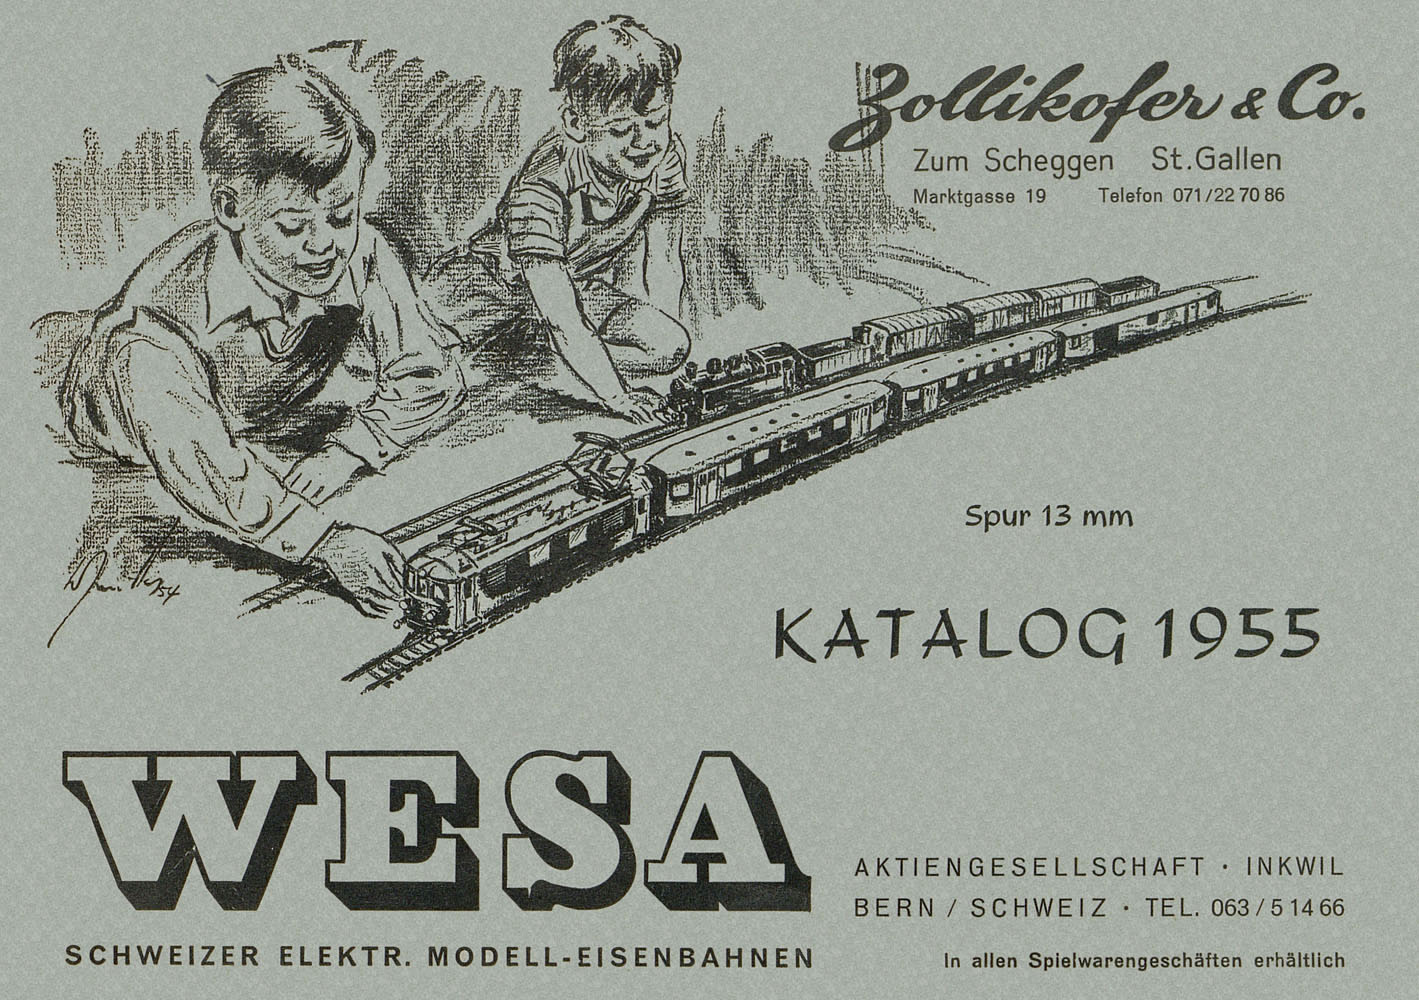 Zollikofer & Co.
Zum Scheggen St.Gallen
Marktgasse 19 Telefon 071/22 70 86
Spur 13 mm
KATALOG 1955
WESA
SCHWEIZER ELEKTR. MODELL-EISENBAHNEN
AKTIENGESELLSCHAFT · INKWIL
BERN / SCHWEIZ · TEL. 063/5 14 66
In allen Spielwarengeschäften erhältlich